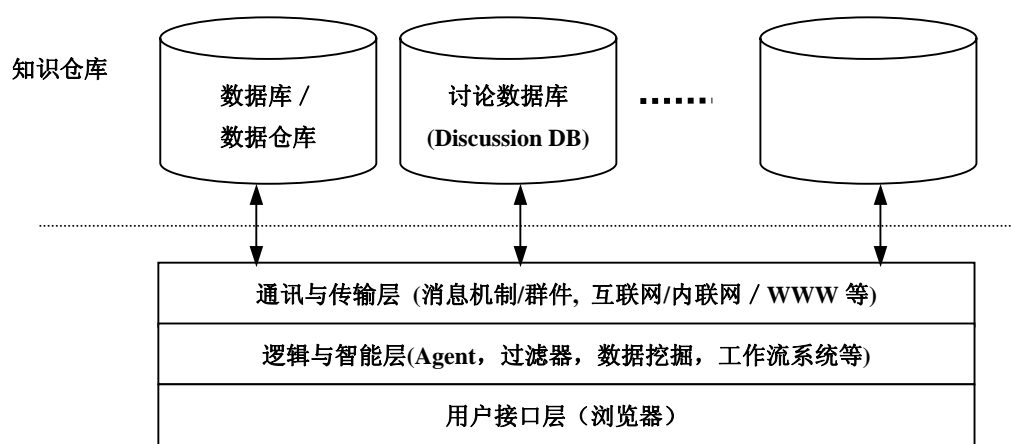 知识仓库
数据库 /
数据仓库
讨论数据库
(Discussion DB)
通讯与传输层 (消息机制/群件, 互联网/内联网 / WWW 等)
逻辑与智能层(Agent，过滤器，数据挖掘，工作流系统等)
用户接口层（浏览器）